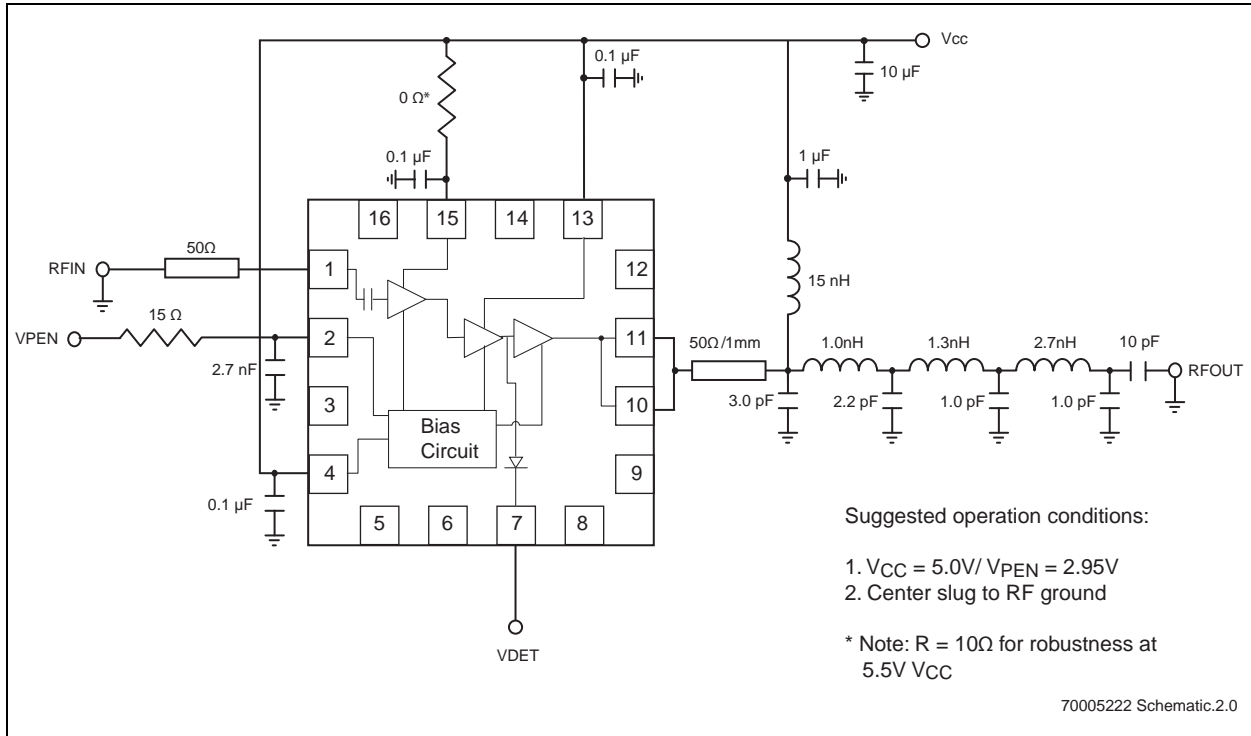 Vcc
0.1 µF
10 µF
0 Ω*
0.1 µF
1 µF
16
15
14
13
50Ω
RFIN
1
12
15 nH
15 Ω
VPEN
2
11
50Ω/1mm
1.0nH
1.3nH
2.7nH
10 pF
RFOUT
2.7 nF
3
10
3.0 pF
2.2 pF
1.0 pF
1.0 pF
Bias
Circuit
4
9
0.1 µF
5
6
7
8
VDET
Suggested operation conditions:
1. VCC = 5.0V/ VPEN = 2.95V
2. Center slug to RF ground
* Note: R = 10Ω for robustness at
5.5V VCC
70005222 Schematic.2.0